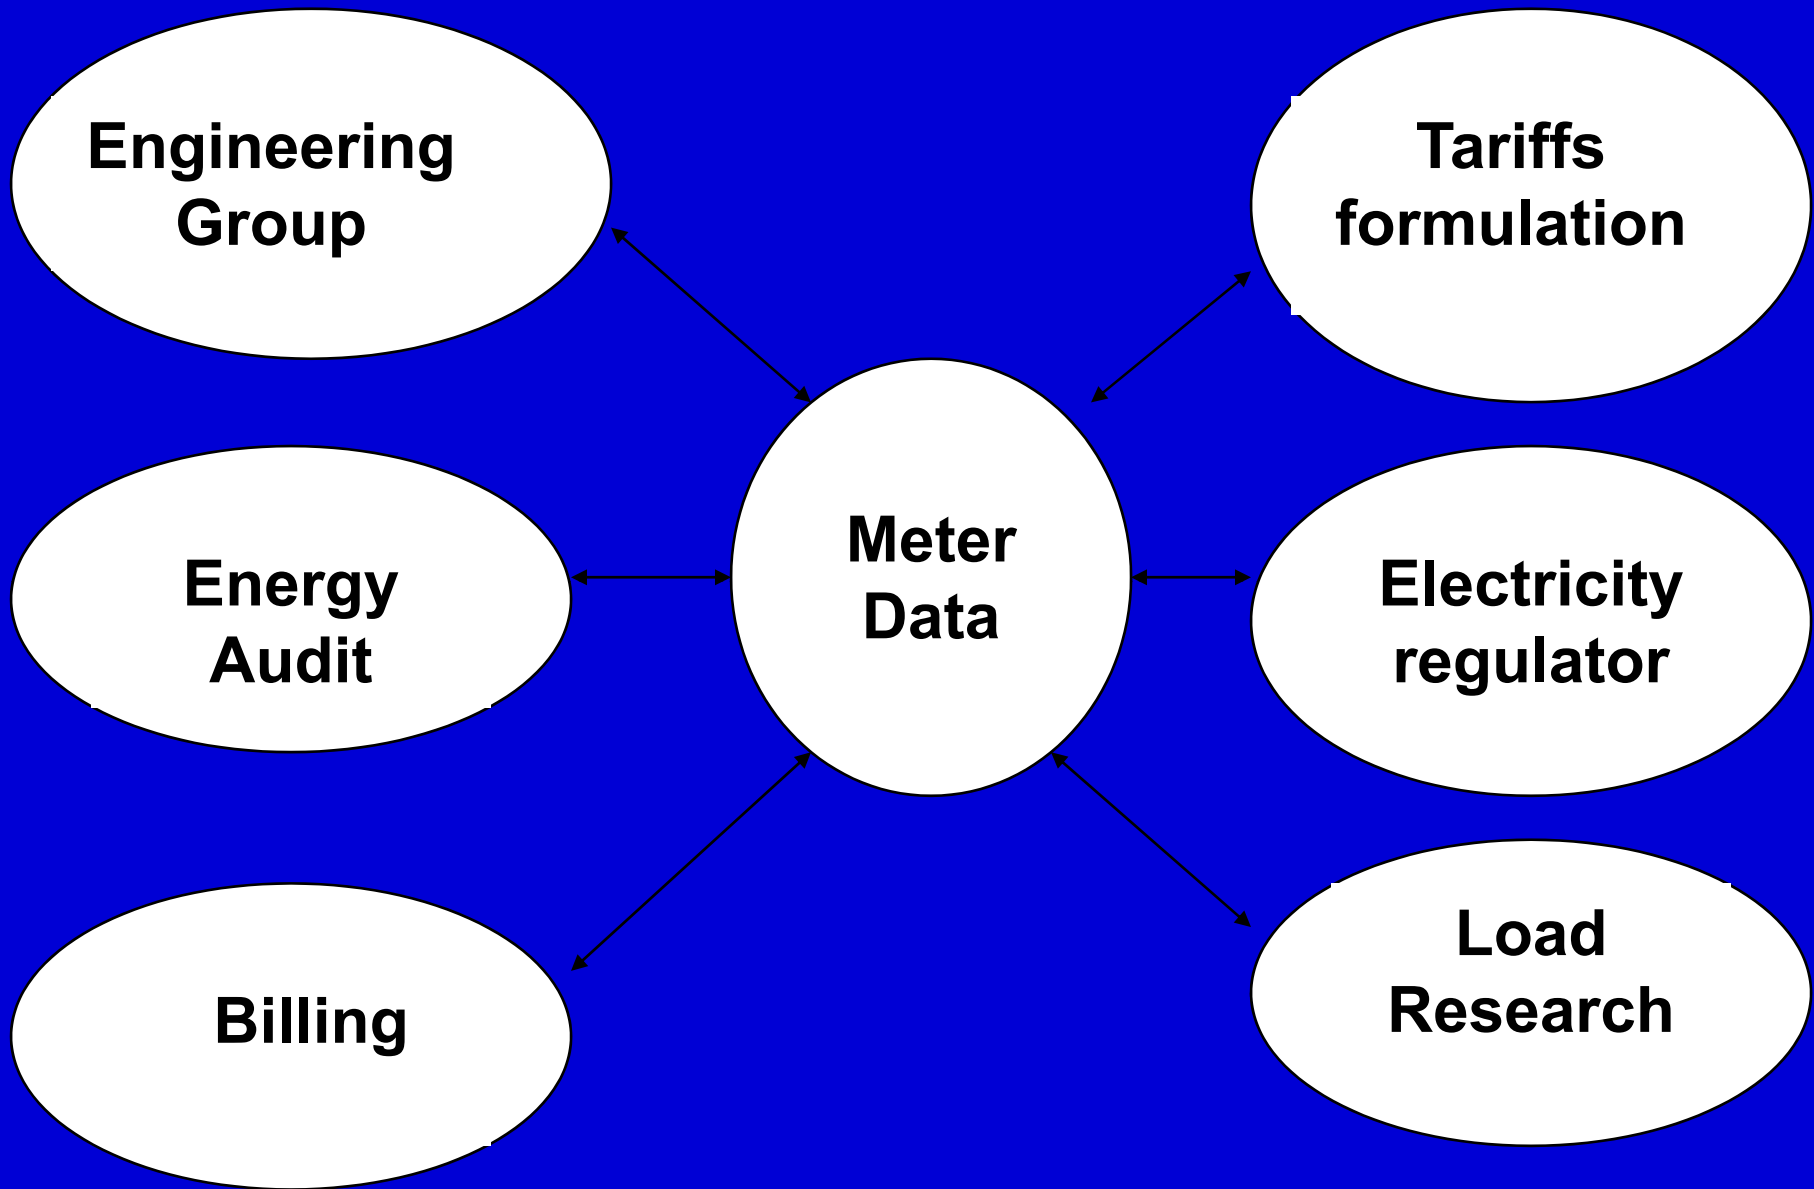 Engineering
Group
Tariffs
formulation
Meter
Data
Energy
Audit
Electricity
regulator
Billing
Load
Research